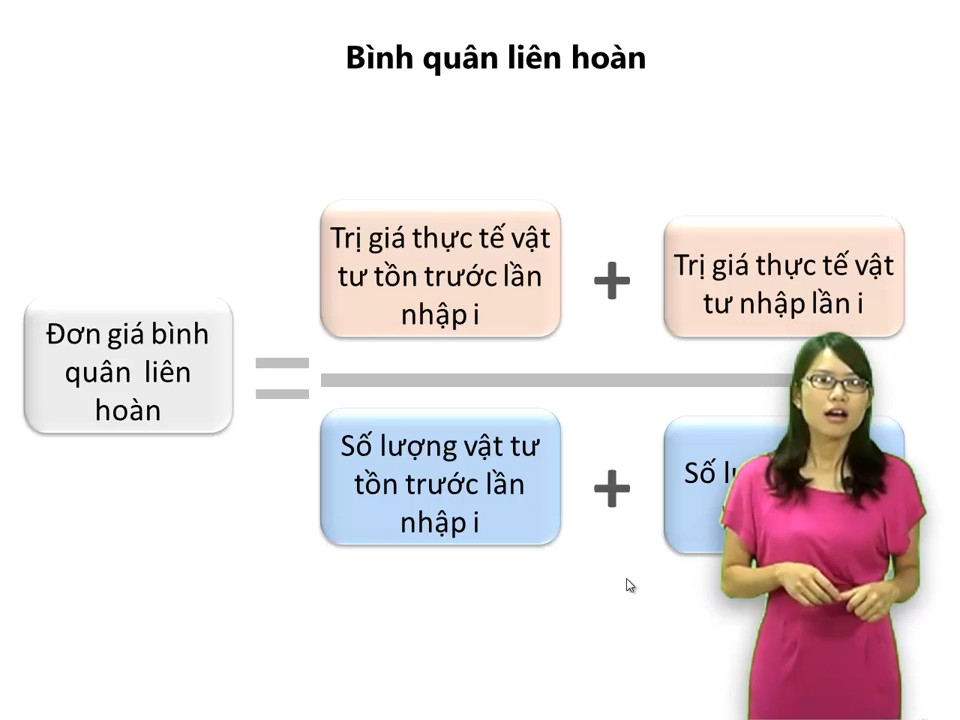 Bình quân liên hoàn
Trị giá thực tế vật
tư tồn trước lần
nhập i
+
Trị giá thực tế vật
tư nhập lần i
Đơn giá bình
quân liên
hoàn
=
Số lượng vật tư
tồn trước lần
nhập i
+
Số